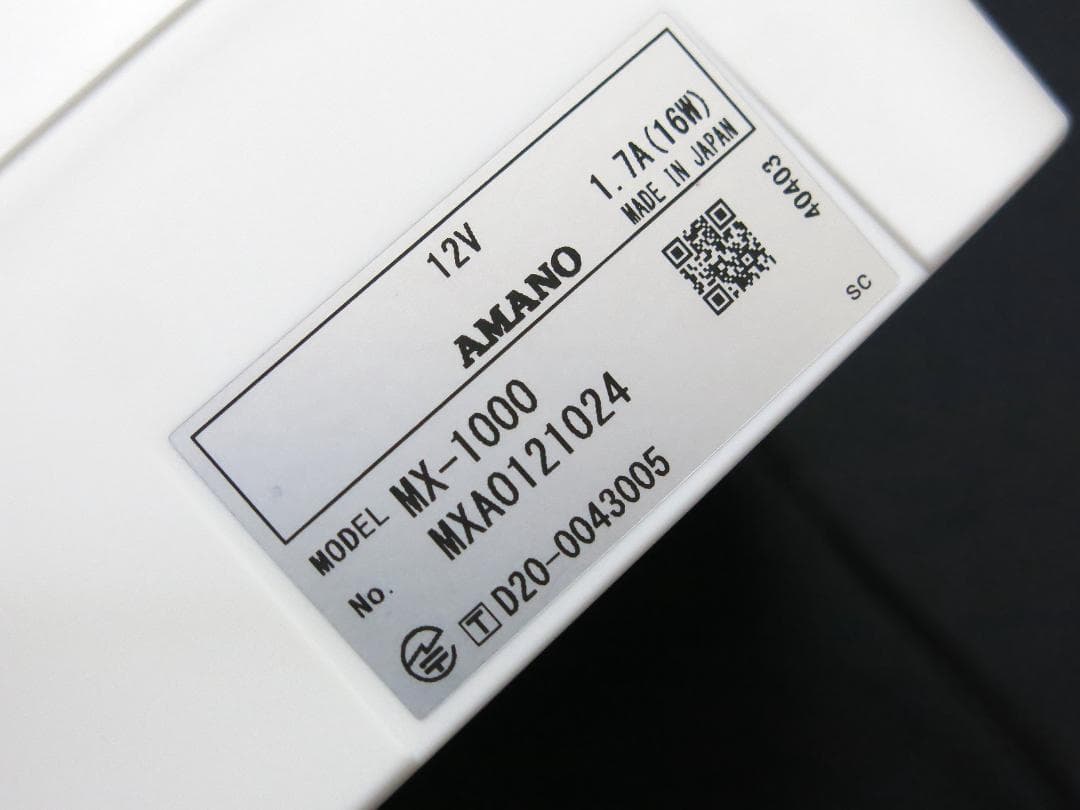 12V 1.7A(16W)
AMANO MADE IN JAPAN
MODEL MX-1000
No. MXA0121024
T D20-0043005
40403
SC